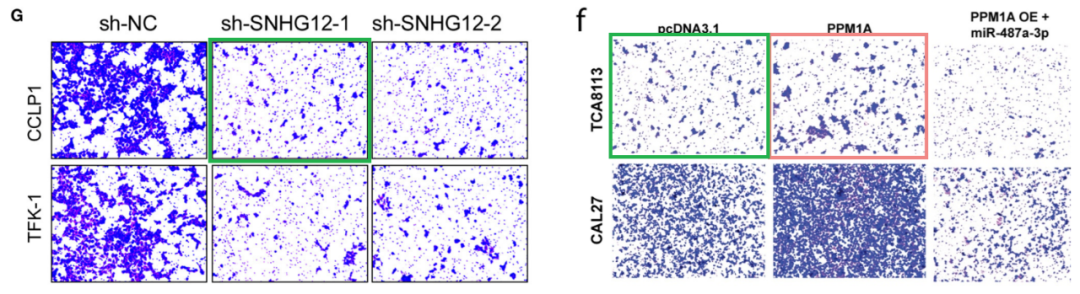 G
sh-NC sh-SNHG12-1 sh-SNHG12-2
CCLP1
TFK-1
f
pcDNA3.1 PPM1A PPM1A OE +
miR-487a-3p
TCA8113
CAL27